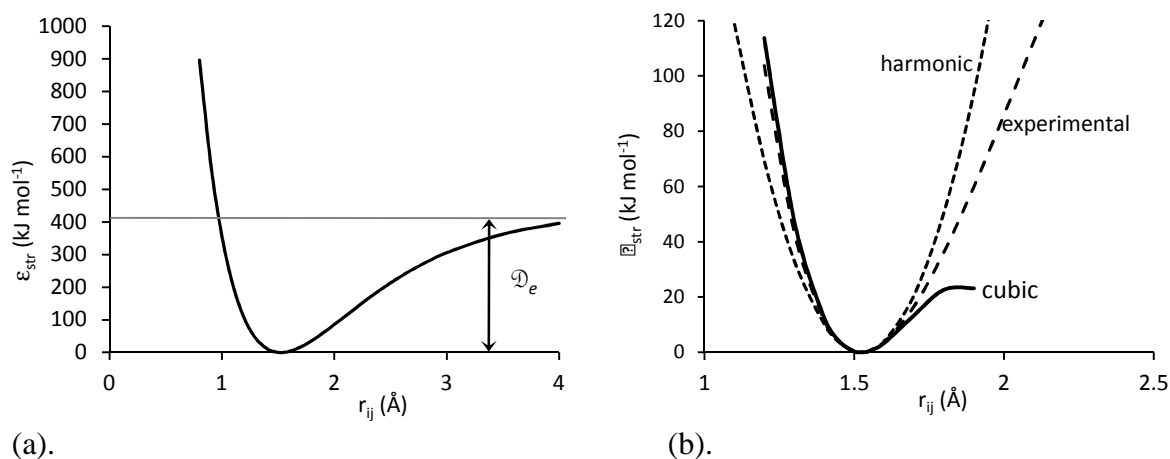 1000
900
800
700
600
500
400
300
200
100
0
ε_str (kJ mol⁻¹)
𝒟_e
0 1 2 3 4
r_ij (Å)
(a).
120
100
80
60
40
20
0
⍰_str (kJ mol⁻¹)
harmonic
experimental
cubic
1 1.5 2 2.5
r_ij (Å)
(b).